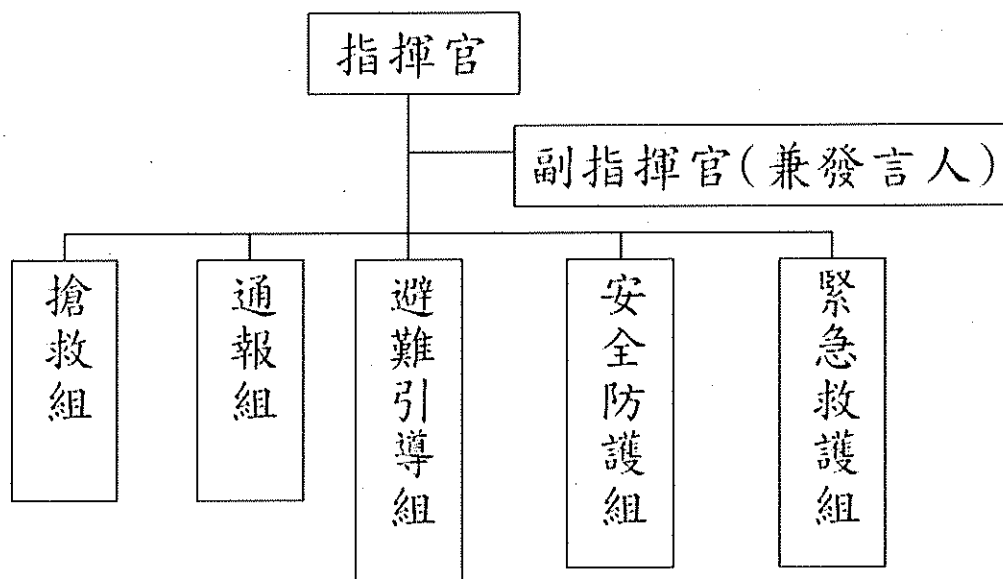 指揮官
副指揮官(兼發言人)
搶救組
通報組
避難引導組
安全防護組
緊急救護組